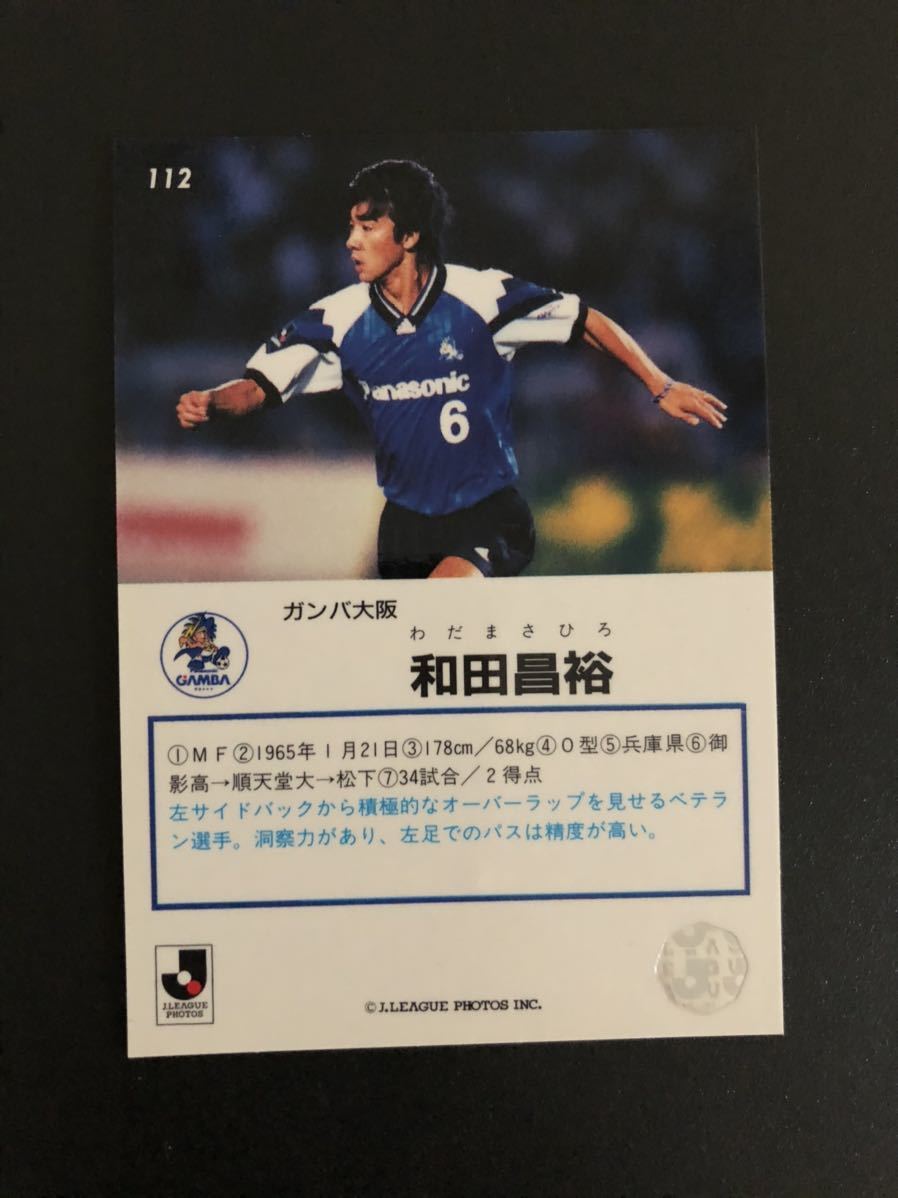 112
Panasonic
6
ガンバ大阪
わだまさひろ
和田昌裕
GAMBA
①MF②1965年1月21日③178cm/68kg④O型⑤兵庫県⑥御
影高→順天堂大→松下⑦34試合/2得点
左サイドバックから積極的なオーバーラップを見せるベテラ
ン選手。洞察力があり、左足でのパスは精度が高い。
J.LEAGUE
PHOTOS
© J.LEAGUE PHOTOS INC.